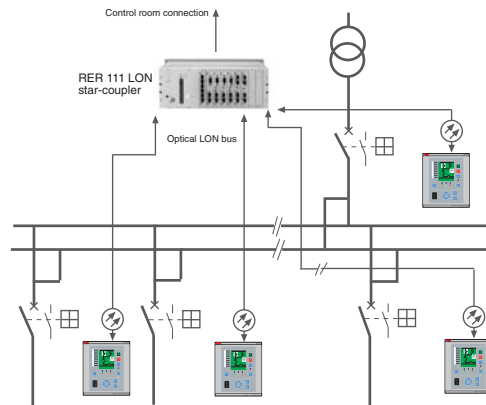 Control room connection
RER 111 LON
star-coupler
Optical LON bus